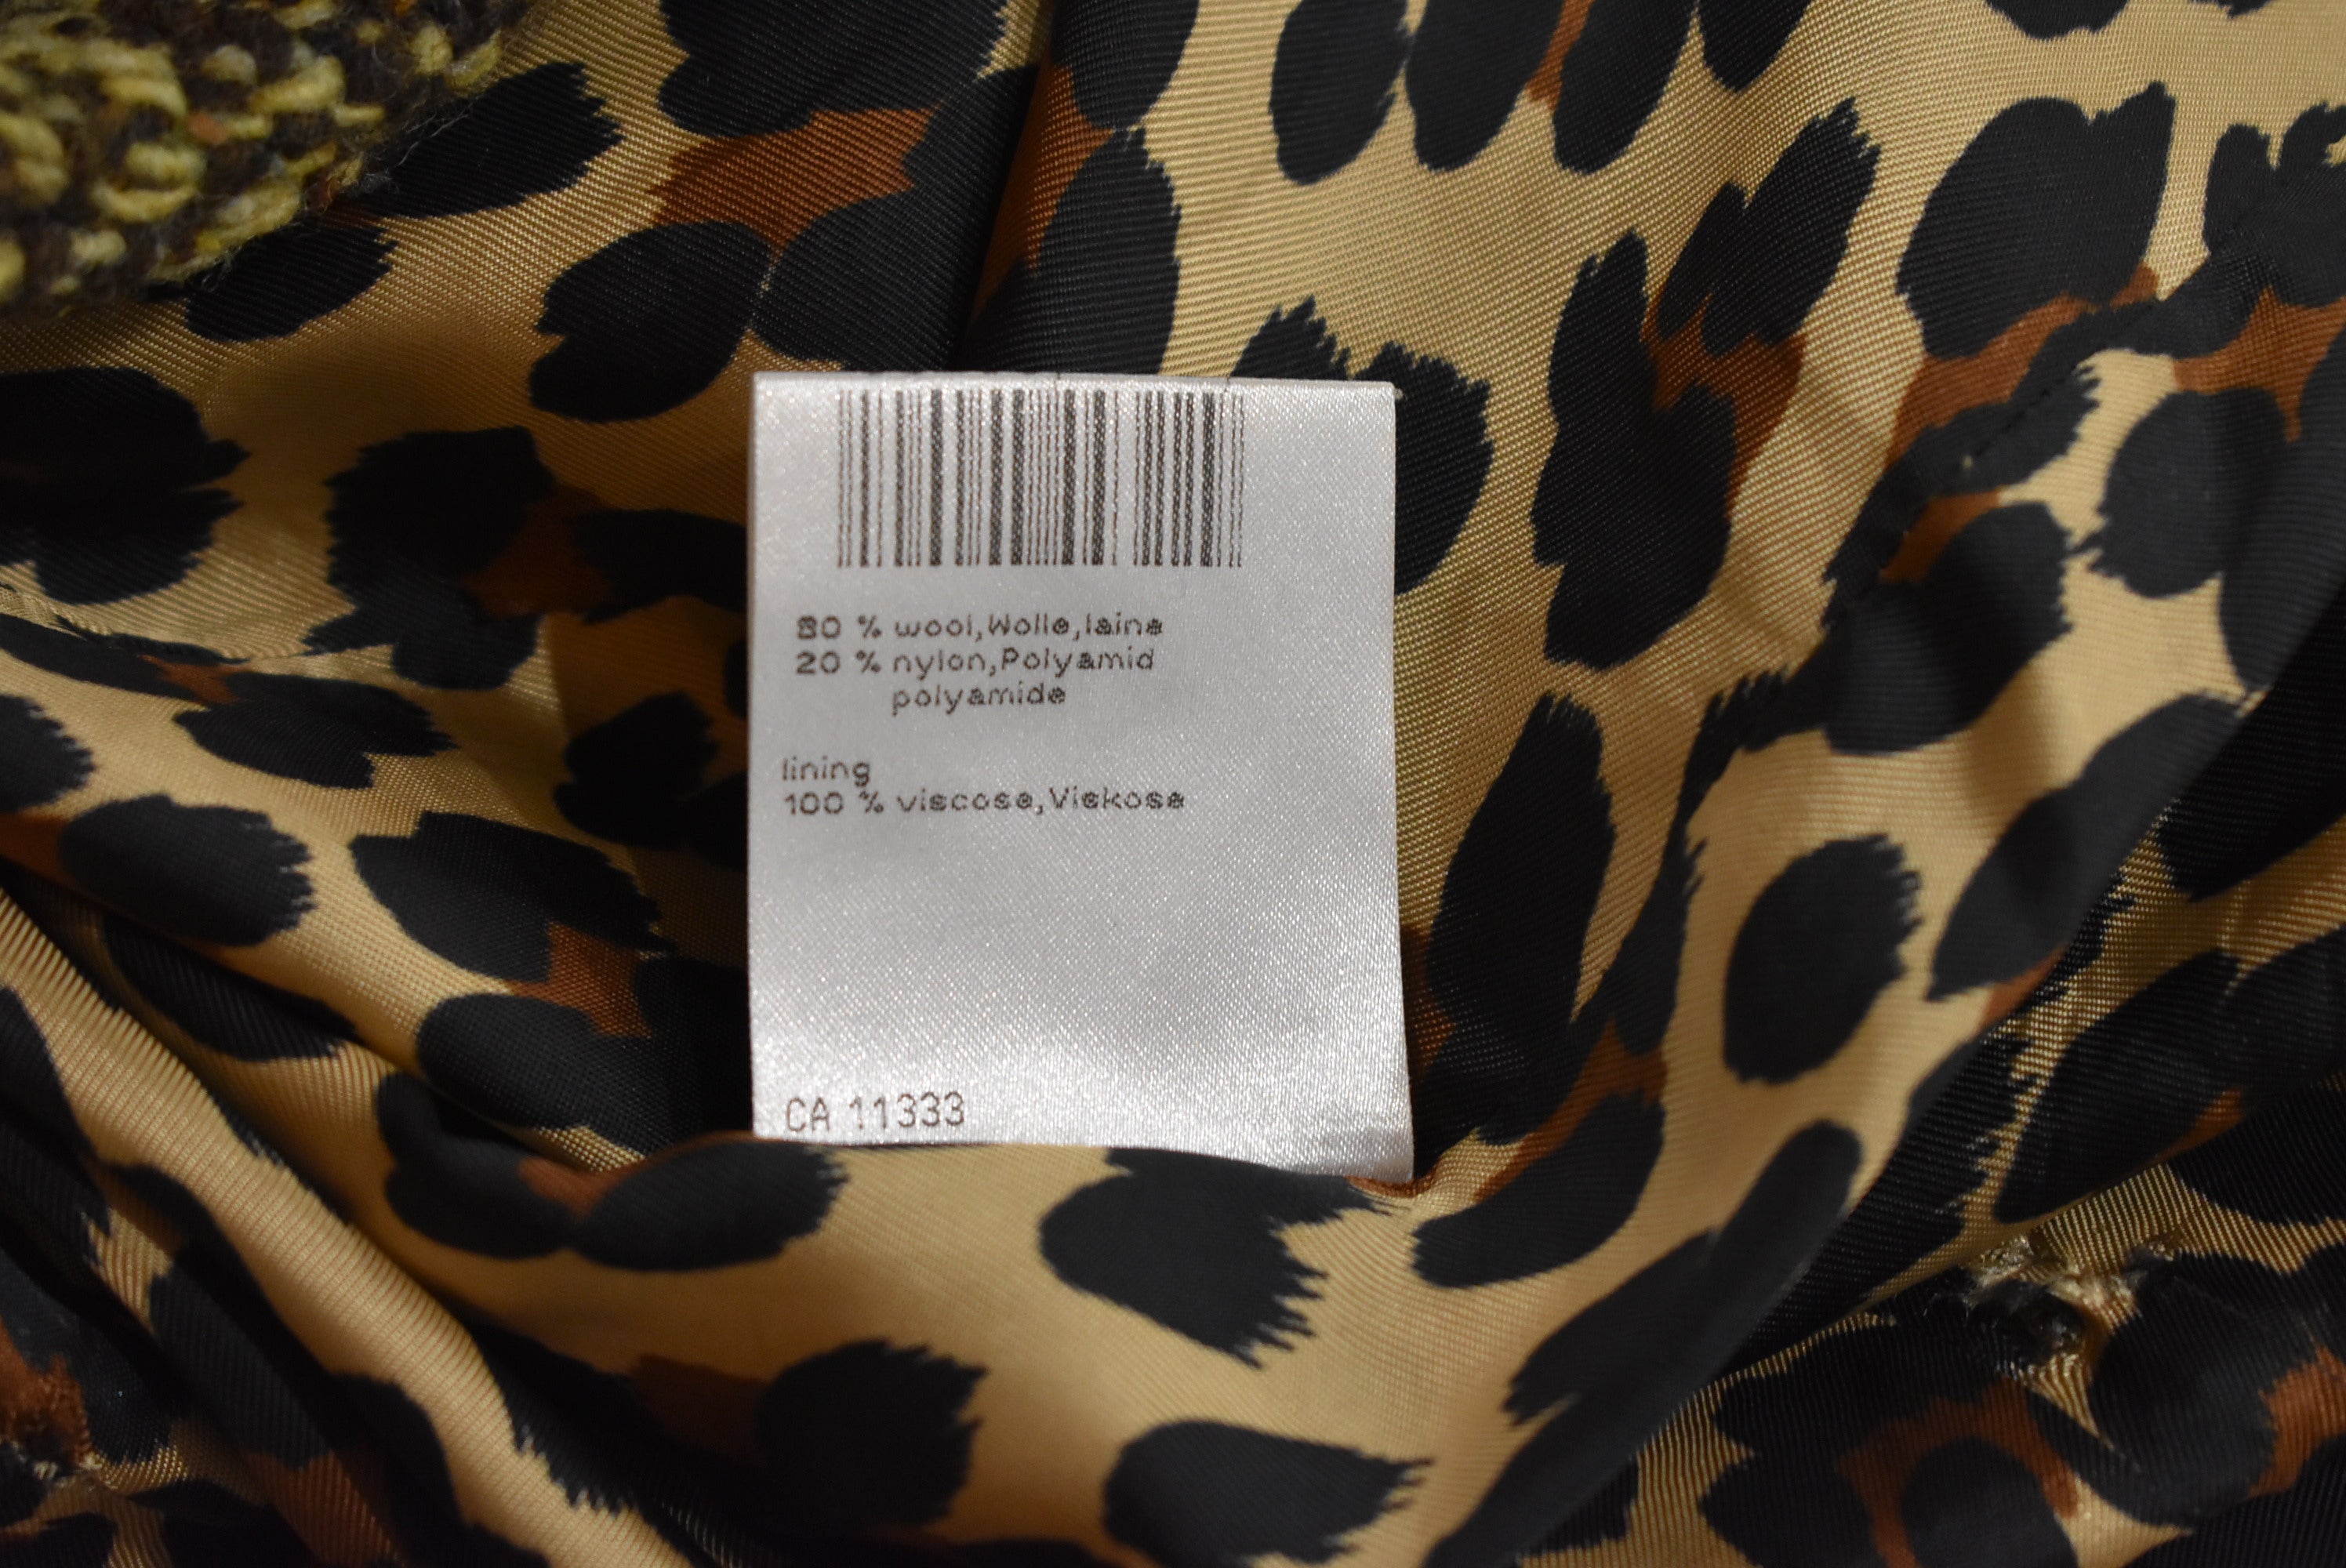 80 % wool,Wolle,laine
20 % nylon,Polyamid
polyamide
lining
100 % viscose,Viskose
CA 11333